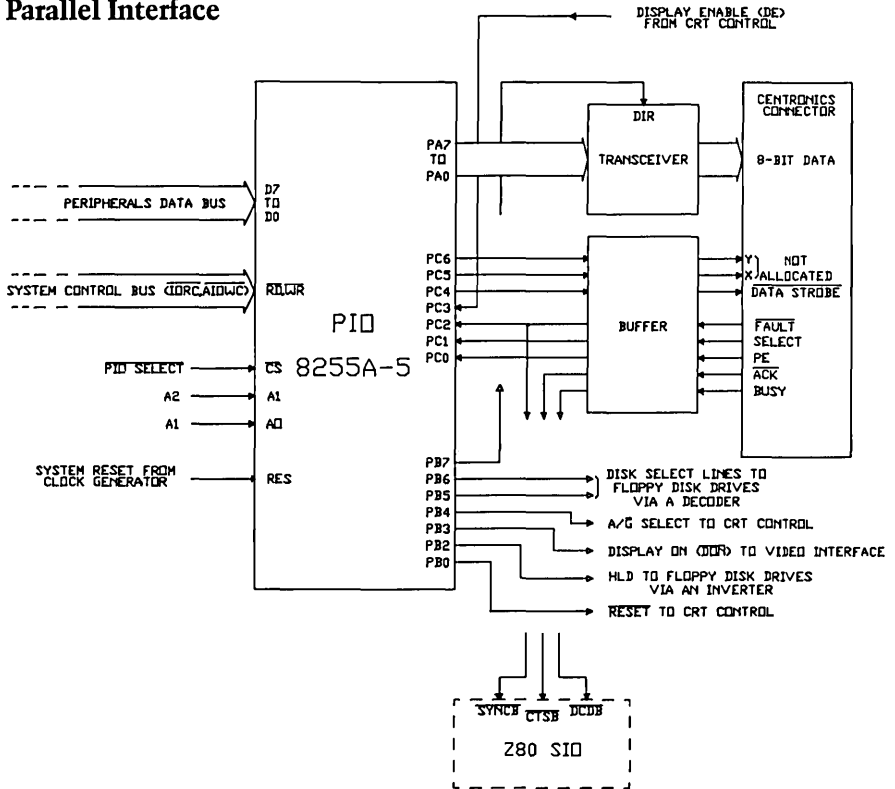 Parallel Interface
DISPLAY ENABLE (DE)
FROM CRT CONTROL
CENTRONICS
CONNECTOR
DIR
PA7
TO
PA0
TRANSCEIVER
8-BIT DATA
D7
TO
D0
PERIPHERALS DATA BUS
SYSTEM CONTROL BUS (IORC,AIOWC)
RD,WR
PIO
8255A-5
PC6
PC5
PC4
PC3
PC2
PC1
PC0
BUFFER
Y
X
NOT
ALLOCATED
DATA STROBE
FAULT
SELECT
PE
ACK
BUSY
PIO SELECT
CS
A2
A1
A1
A0
SYSTEM RESET FROM
CLOCK GENERATOR
RES
PB7
PB6
PB5
PB4
PB3
PB2
PB0
DISK SELECT LINES TO
FLOPPY DISK DRIVES
VIA A DECODER
A/G SELECT TO CRT CONTROL
DISPLAY ON (DON) TO VIDEO INTERFACE
HLD TO FLOPPY DISK DRIVES
VIA AN INVERTER
RESET TO CRT CONTROL
SYNCB
CTSB
DCDB
Z80 SIO